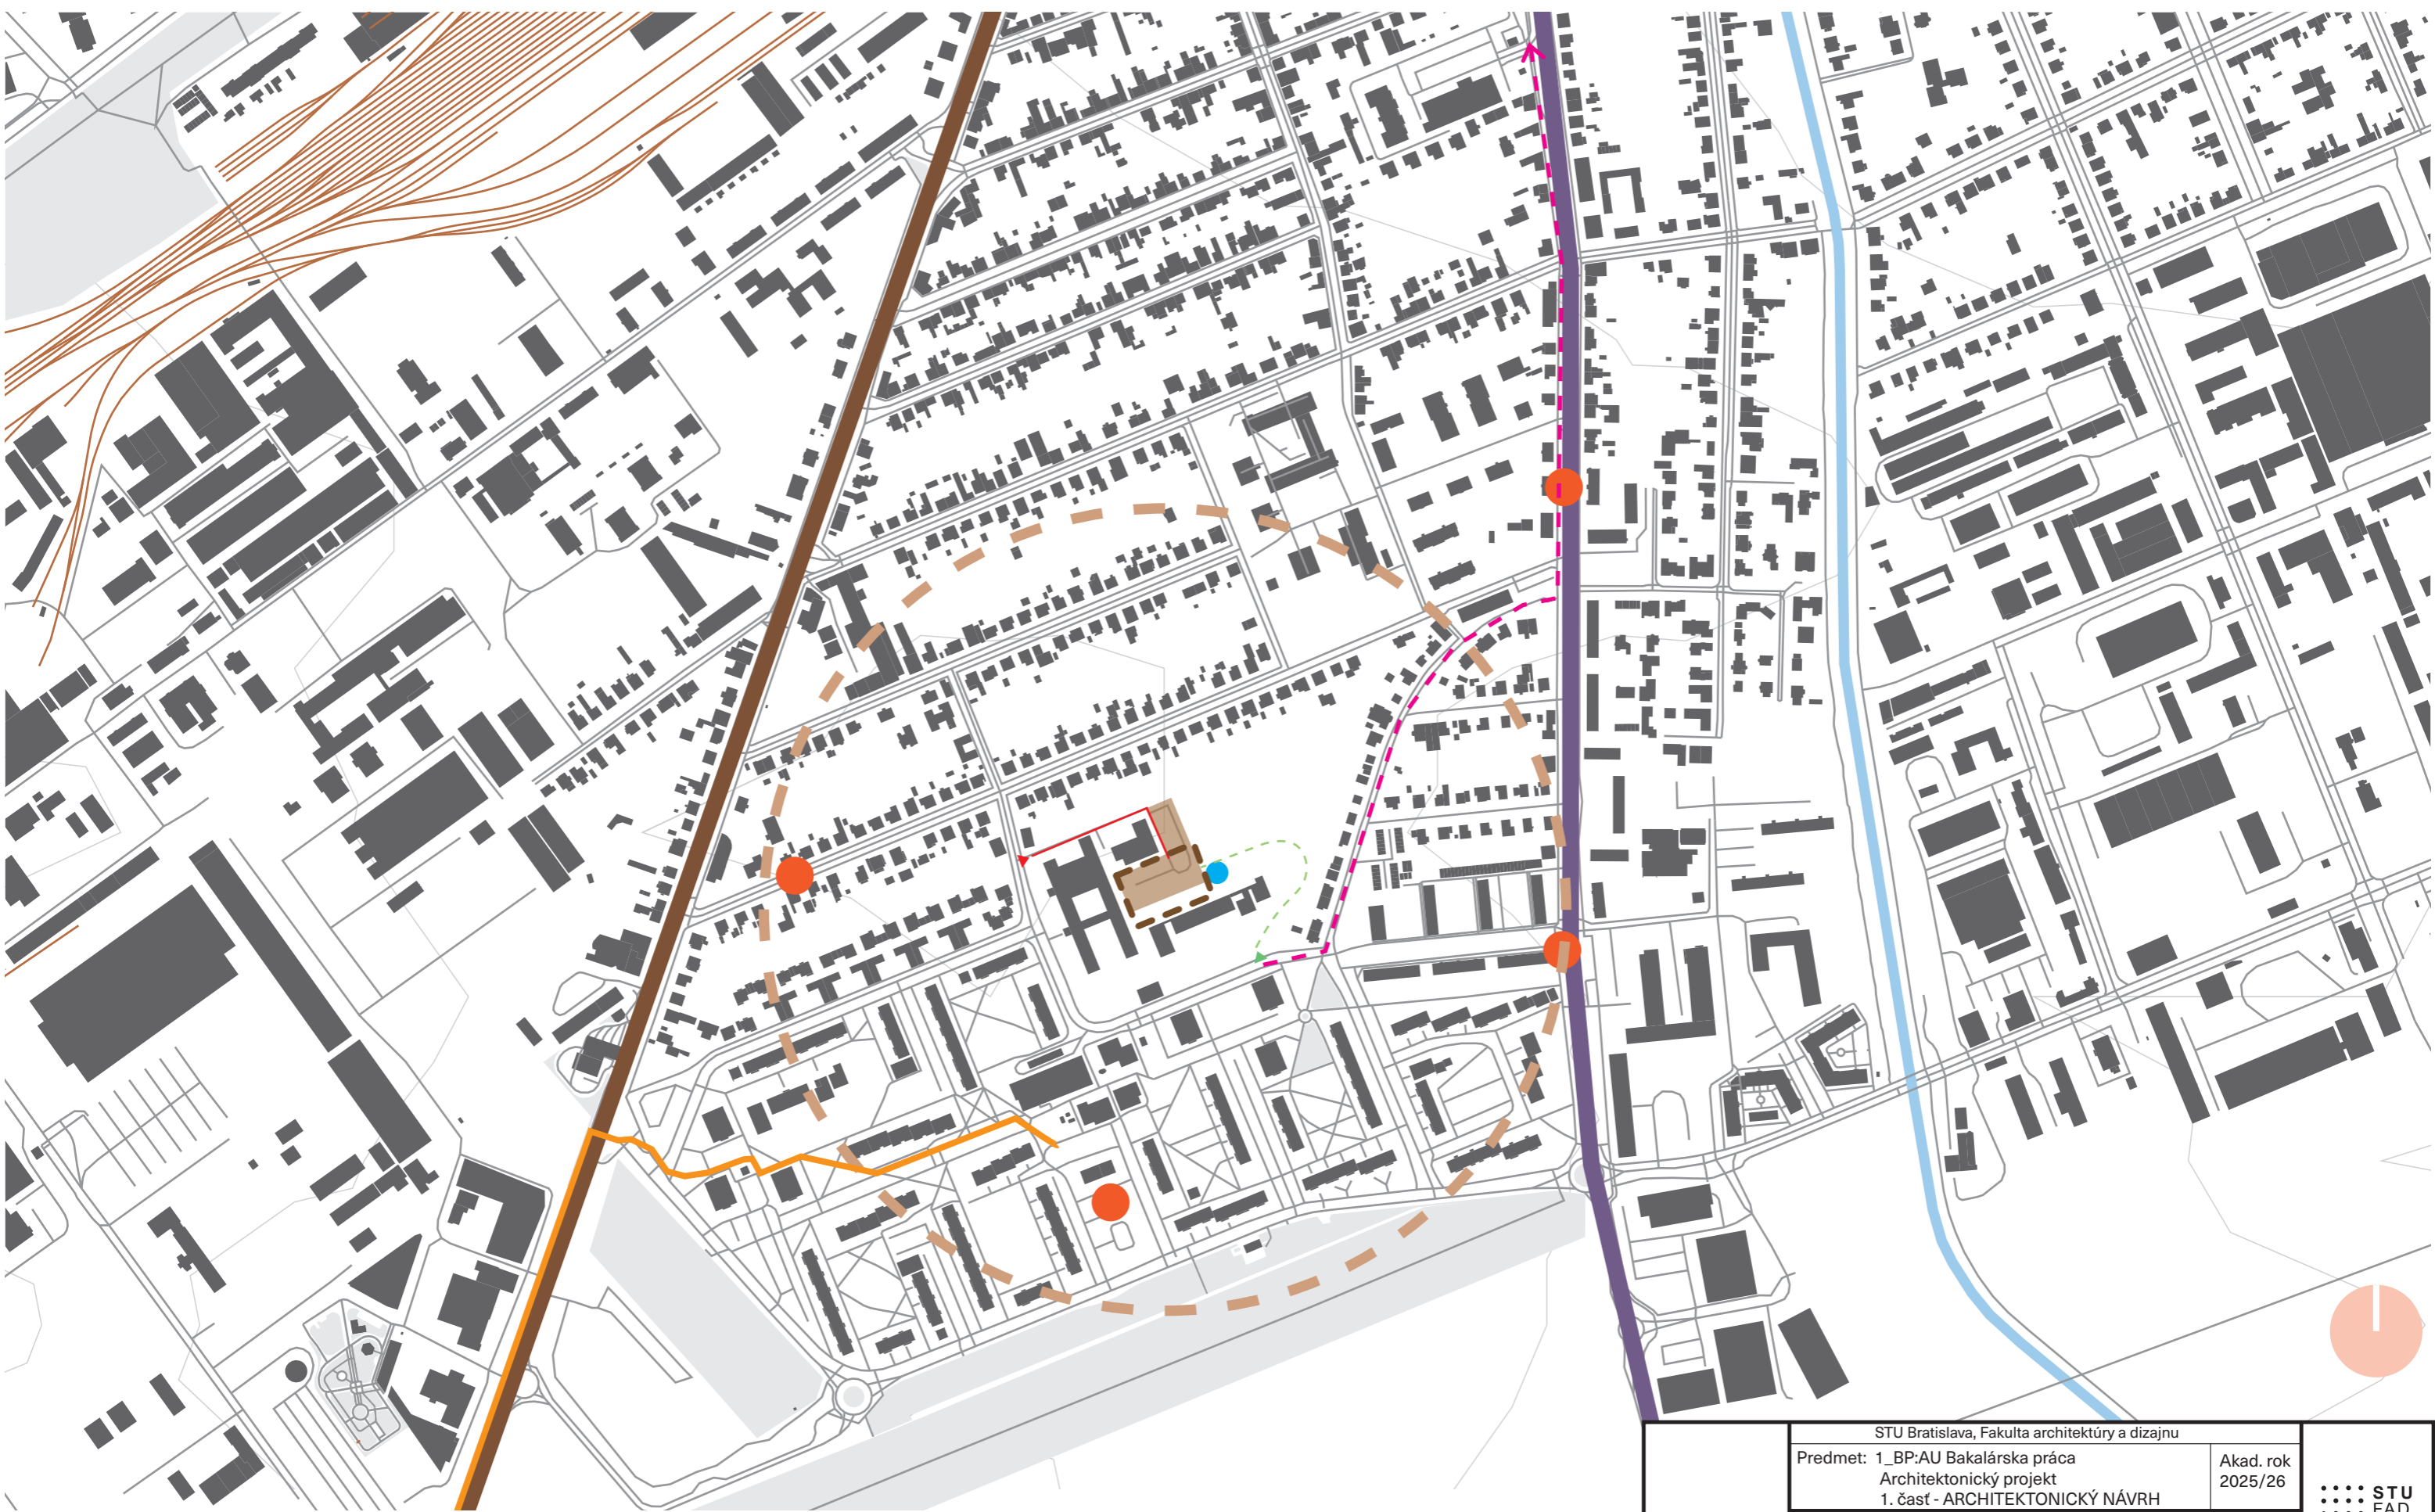 STU Bratislava, Fakulta architektúry a dizajnu
Predmet: 1_BP:AU Bakalárska práca
Architektonický projekt
1. časť - ARCHITEKTONICKÝ NÁVRH
Akad. rok
2025/26
STU
FAD